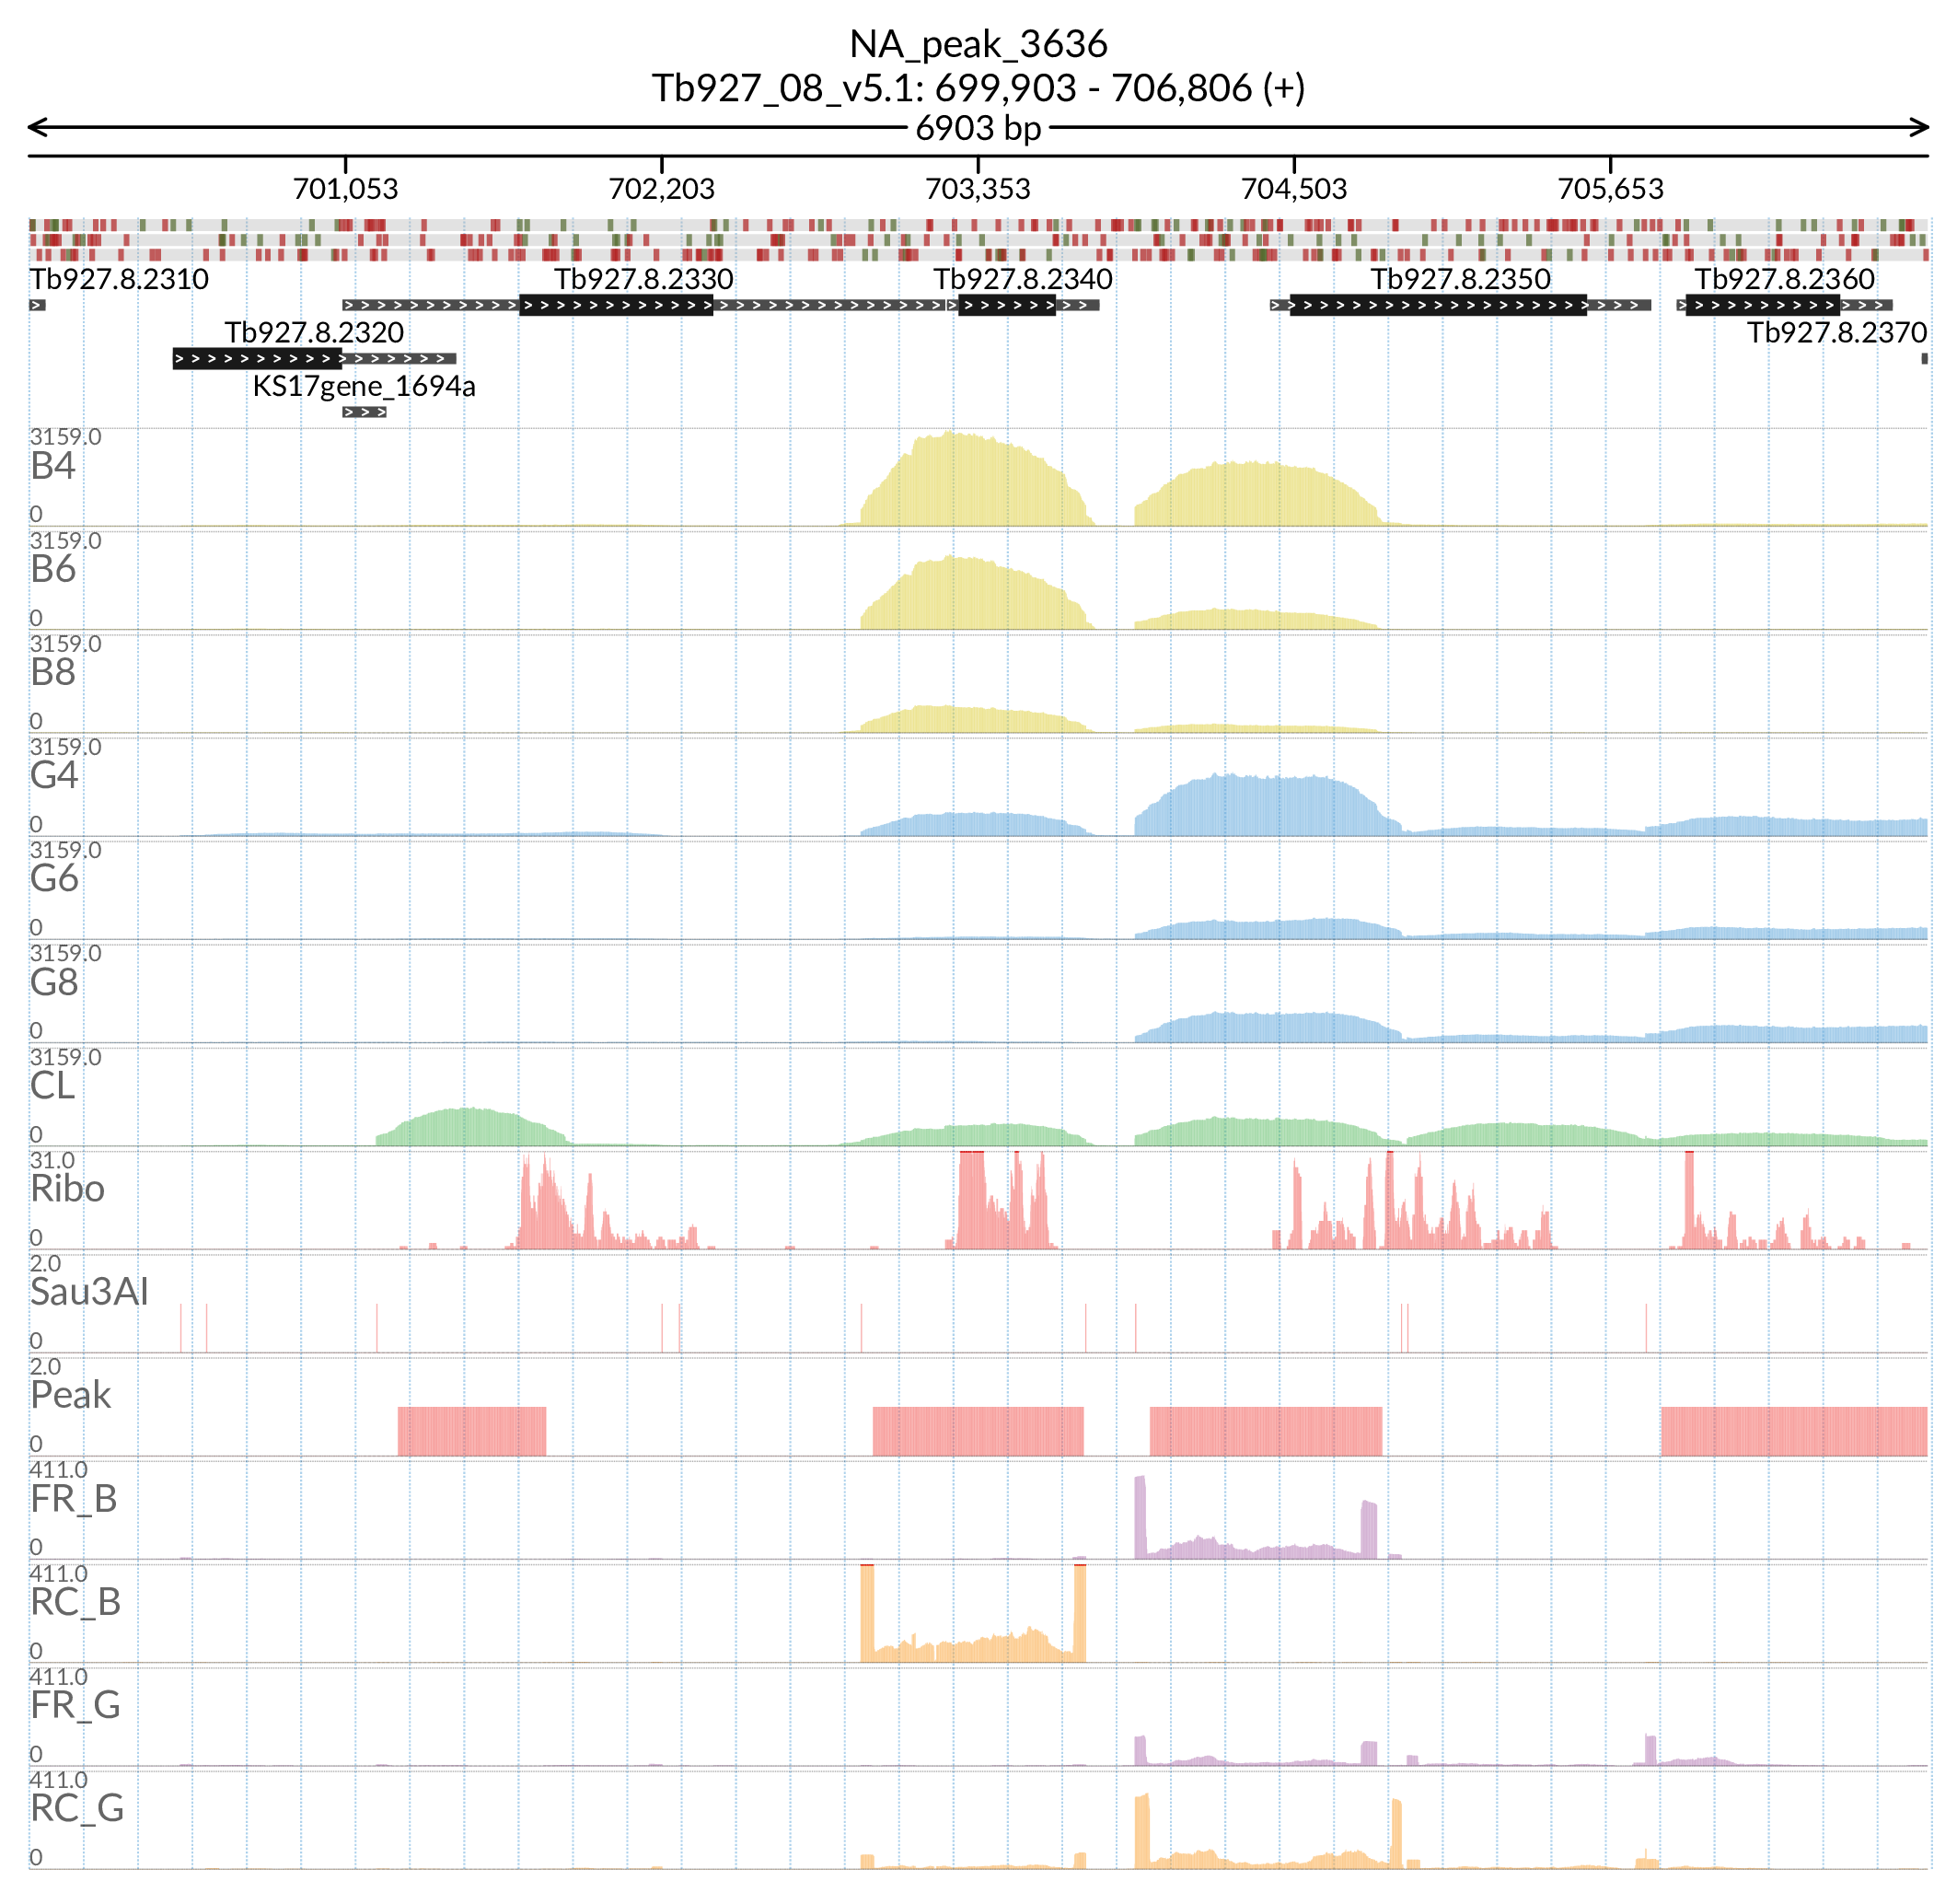 NA_peak_3636
Tb927_08_v5.1: 699,903 - 706,806 (+)
6903 bp
701,053 702,203 703,353 704,503 705,653
Tb927.8.2310 Tb927.8.2330 Tb927.8.2340 Tb927.8.2350 Tb927.8.2360
Tb927.8.2320 Tb927.8.2370
KS17gene_1694a
3159.0
B4
0
3159.0
B6
0
3159.0
B8
0
3159.0
G4
0
3159.0
G6
0
3159.0
G8
0
3159.0
CL
0
31.0
Ribo
0
2.0
Sau3AI
0
2.0
Peak
0
411.0
FR_B
0
411.0
RC_B
0
411.0
FR_G
0
411.0
RC_G
0